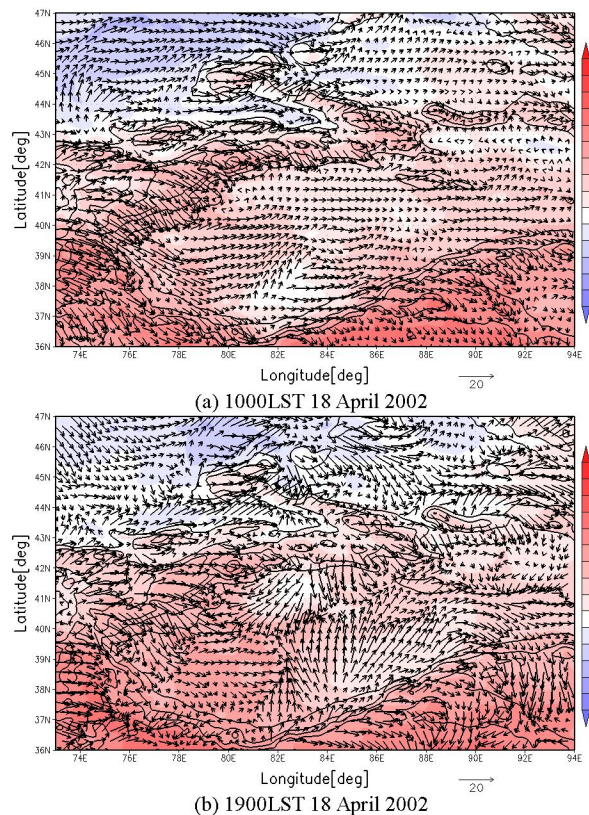 47N
46N
45N
44N
43N
42N
41N
40N
39N
38N
37N
36N
Latitude[deg]
74E 76E 78E 80E 82E 84E 86E 88E 90E 92E 94E
Longitude[deg]
20
(a) 1000LST 18 April 2002
47N
46N
45N
44N
43N
42N
41N
40N
39N
38N
37N
36N
Latitude[deg]
74E 76E 78E 80E 82E 84E 86E 88E 90E 92E 94E
Longitude[deg]
20
(b) 1900LST 18 April 2002